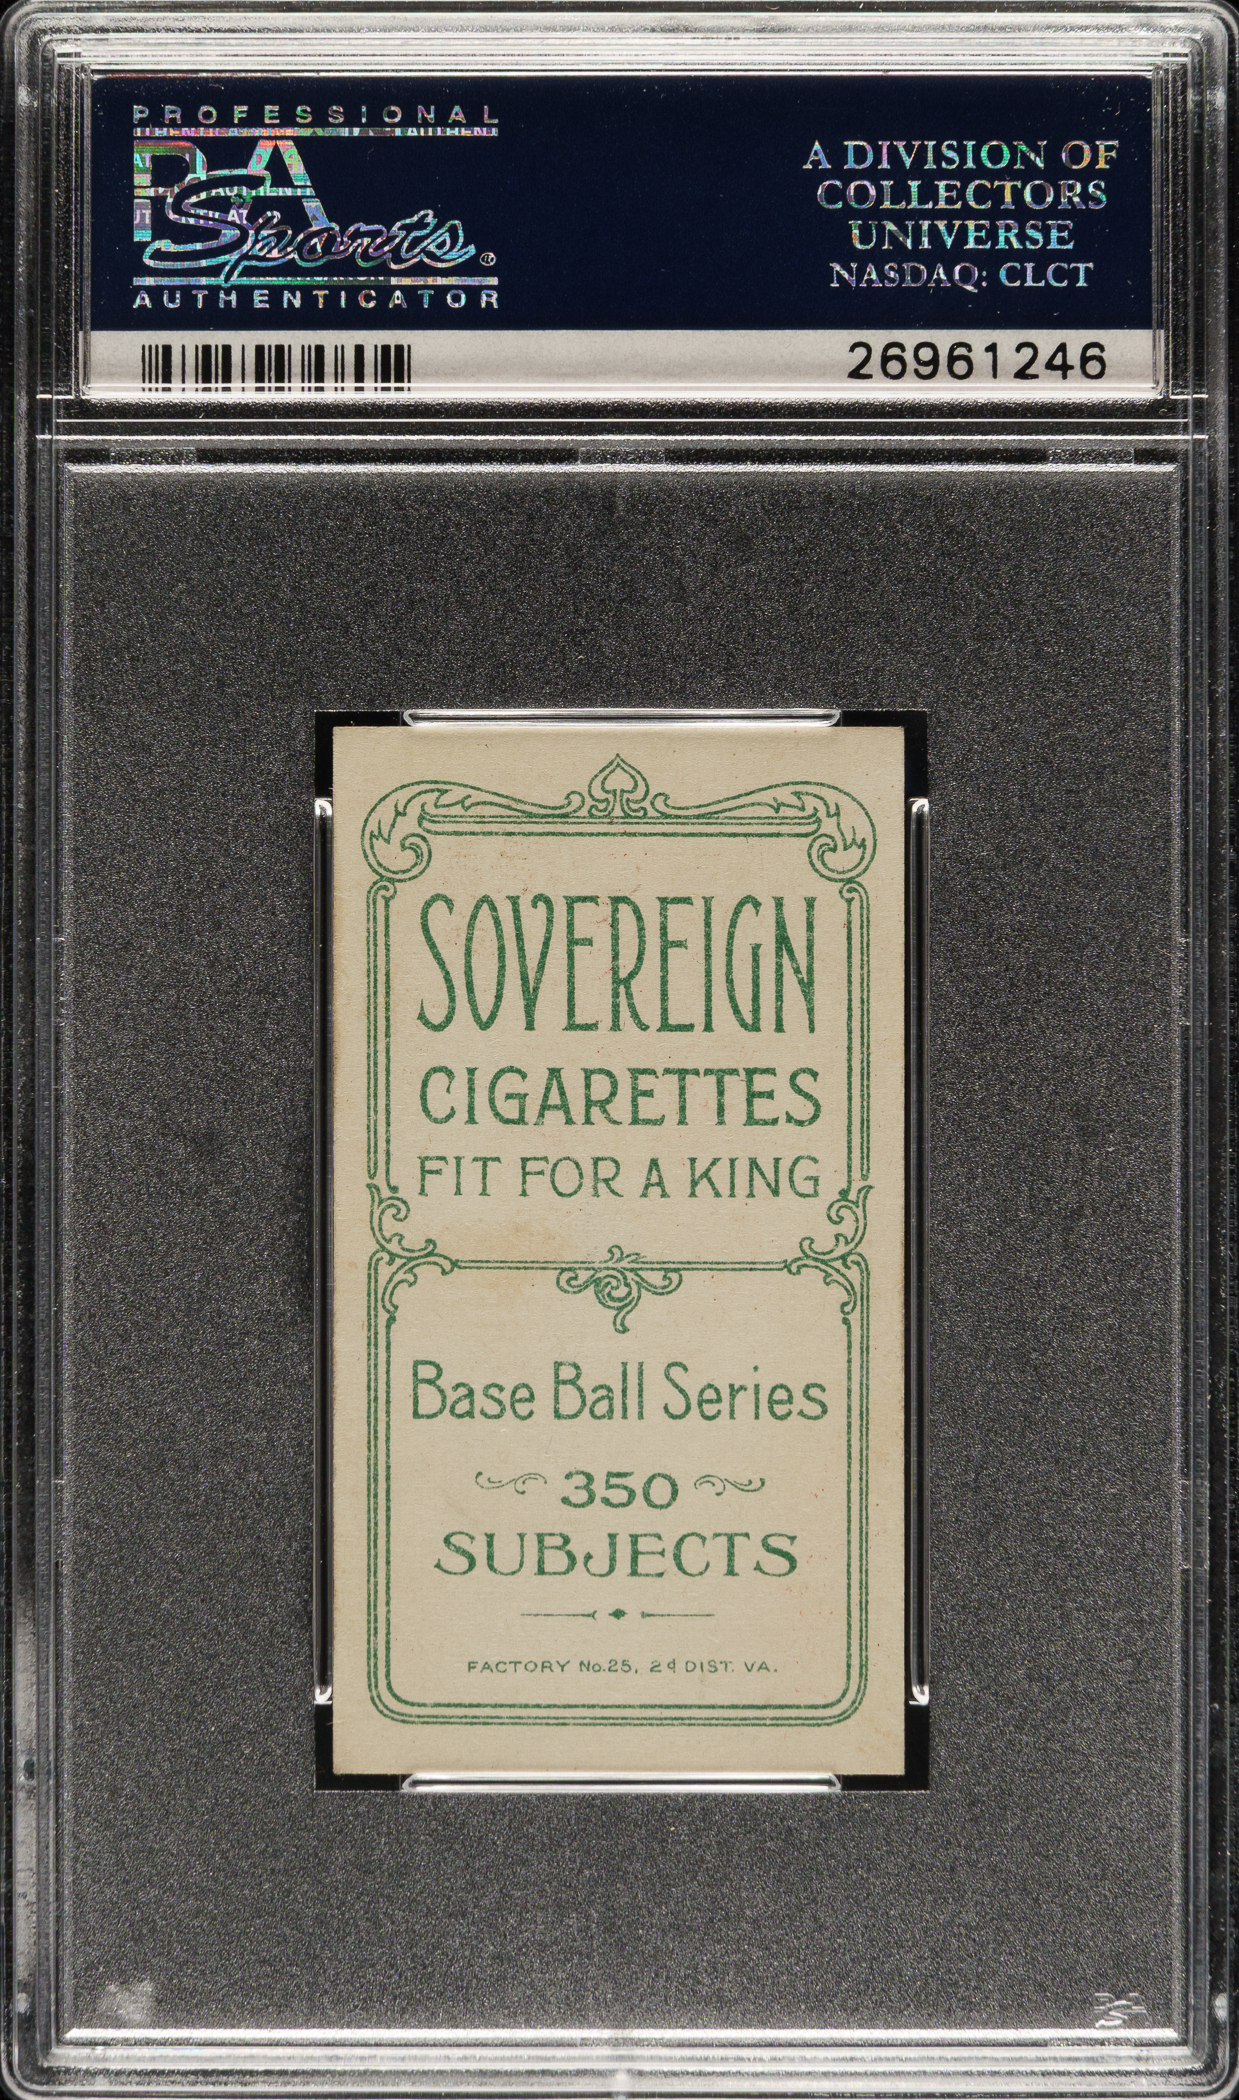 PROFESSIONAL
PSA
Sports
AUTHENTICATOR
A DIVISION OF
COLLECTORS
UNIVERSE
NASDAQ: CLCT
26961246
SOVEREIGN
CIGARETTES
FIT FOR A KING
Base Ball Series
350
SUBJECTS
FACTORY No.25, 2d DIST. VA.